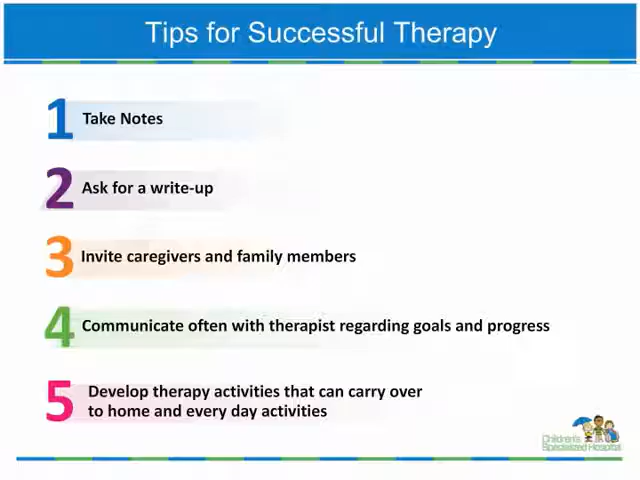 Tips for Successful Therapy
1 Take Notes
2 Ask for a write-up
3 Invite caregivers and family members
4 Communicate often with therapist regarding goals and progress
5 Develop therapy activities that can carry over
to home and every day activities
Children's
Specialized Hospital